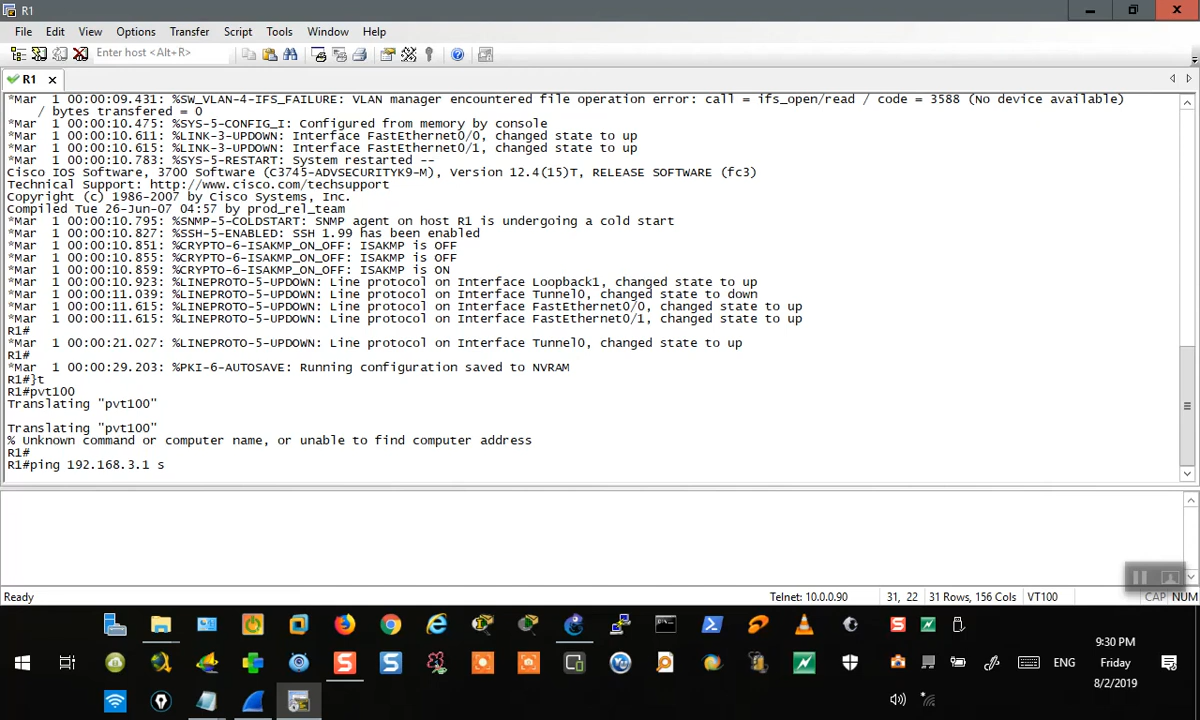 R1
File Edit View Options Transfer Script Tools Window Help
Enter host <Alt+R>
R1
*Mar  1 00:00:09.431: %SW_VLAN-4-IFS_FAILURE: VLAN manager encountered file operation error: call = ifs_open/read / code = 3588 (No device available)
/ bytes transfered = 0
*Mar  1 00:00:10.475: %SYS-5-CONFIG_I: Configured from memory by console
*Mar  1 00:00:10.611: %LINK-3-UPDOWN: Interface FastEthernet0/0, changed state to up
*Mar  1 00:00:10.615: %LINK-3-UPDOWN: Interface FastEthernet0/1, changed state to up
*Mar  1 00:00:10.783: %SYS-5-RESTART: System restarted --
Cisco IOS Software, 3700 Software (C3745-ADVSECURITYK9-M), Version 12.4(15)T, RELEASE SOFTWARE (fc3)
Technical Support: http://www.cisco.com/techsupport
Copyright (c) 1986-2007 by Cisco Systems, Inc.
Compiled Tue 26-Jun-07 04:57 by prod_rel_team
*Mar  1 00:00:10.795: %SNMP-5-COLDSTART: SNMP agent on host R1 is undergoing a cold start
*Mar  1 00:00:10.827: %SSH-5-ENABLED: SSH 1.99 has been enabled
*Mar  1 00:00:10.851: %CRYPTO-6-ISAKMP_ON_OFF: ISAKMP is OFF
*Mar  1 00:00:10.855: %CRYPTO-6-ISAKMP_ON_OFF: ISAKMP is OFF
*Mar  1 00:00:10.859: %CRYPTO-6-ISAKMP_ON_OFF: ISAKMP is ON
*Mar  1 00:00:10.923: %LINEPROTO-5-UPDOWN: Line protocol on Interface Loopback1, changed state to up
*Mar  1 00:00:11.039: %LINEPROTO-5-UPDOWN: Line protocol on Interface Tunnel0, changed state to down
*Mar  1 00:00:11.615: %LINEPROTO-5-UPDOWN: Line protocol on Interface FastEthernet0/0, changed state to up
*Mar  1 00:00:11.615: %LINEPROTO-5-UPDOWN: Line protocol on Interface FastEthernet0/1, changed state to up
R1#
*Mar  1 00:00:21.027: %LINEPROTO-5-UPDOWN: Line protocol on Interface Tunnel0, changed state to up
R1#
*Mar  1 00:00:29.203: %PKI-6-AUTOSAVE: Running configuration saved to NVRAM
R1#}t
R1#pvt100
Translating "pvt100"
Translating "pvt100"
% Unknown command or computer name, or unable to find computer address
R1#
R1#ping 192.168.3.1 s
Ready Telnet: 10.0.0.90 31, 22 31 Rows, 156 Cols VT100 CAP NUM
9:30 PM
ENG Friday
8/2/2019